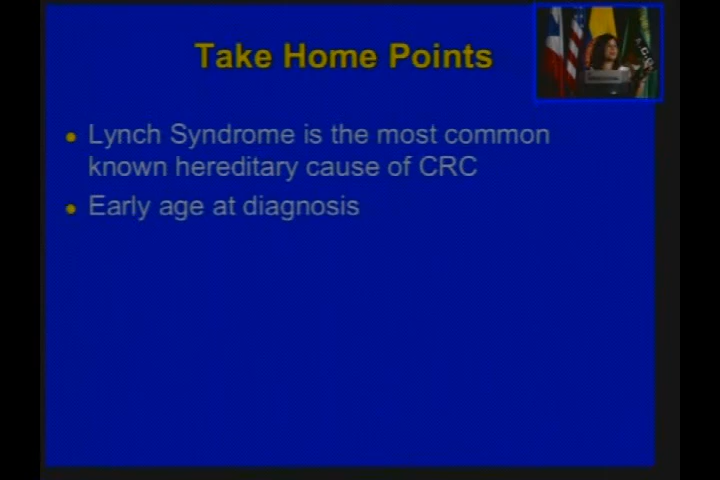 Take Home Points
Lynch Syndrome is the most common
known hereditary cause of CRC
Early age at diagnosis